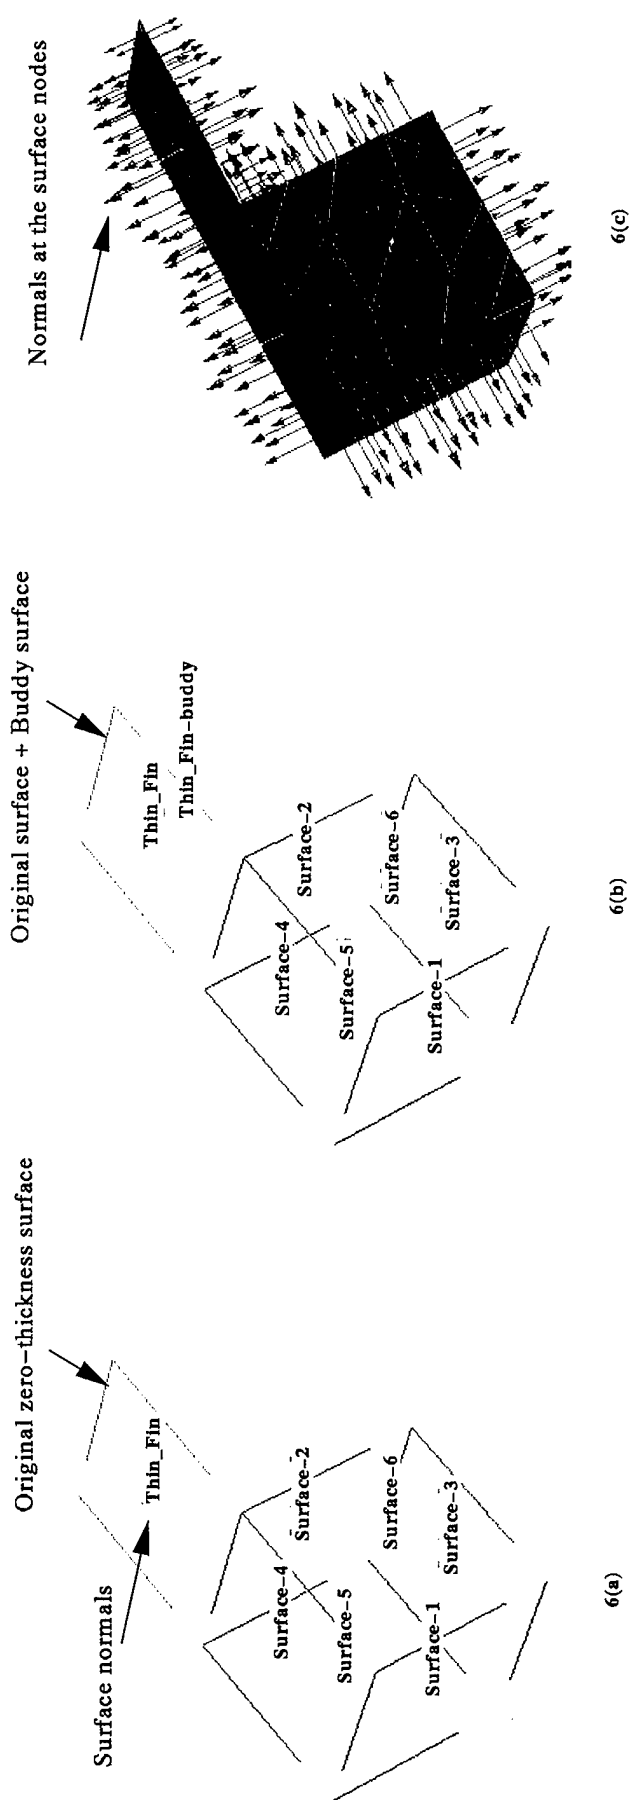 Original zero-thickness surface
Surface normals
Thin_Fin
Surface-4
Surface-2
Surface-5
Surface-6
Surface-1
Surface-3
6(a)
Original surface + Buddy surface
Thin_Fin
Thin_Fin-buddy
Surface-4
Surface-2
Surface-5
Surface-6
Surface-1
Surface-3
6(b)
Normals at the surface nodes
6(c)